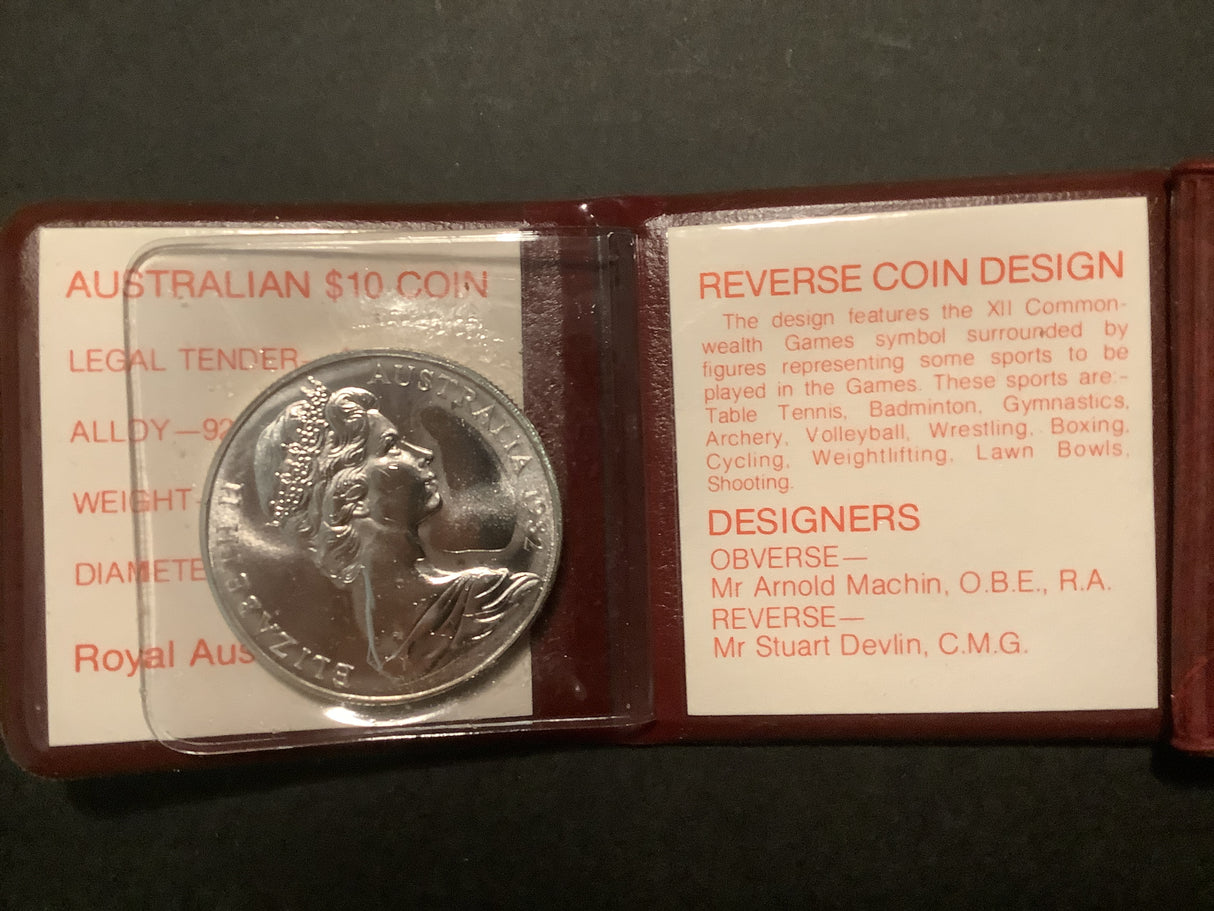 AUSTRALIAN $10 COIN
LEGAL TENDER
ALLOY—92
WEIGHT
DIAMETE
Royal Aus
ELIZABETH II
AUSTRALIA 1982
REVERSE COIN DESIGN
The design features the XII Common-
wealth Games symbol surrounded by
figures representing some sports to be
played in the Games. These sports are:-
Table Tennis, Badminton, Gymnastics,
Archery, Volleyball, Wrestling, Boxing,
Cycling, Weightlifting, Lawn Bowls,
Shooting.
DESIGNERS
OBVERSE—
Mr Arnold Machin, O.B.E., R.A.
REVERSE—
Mr Stuart Devlin, C.M.G.